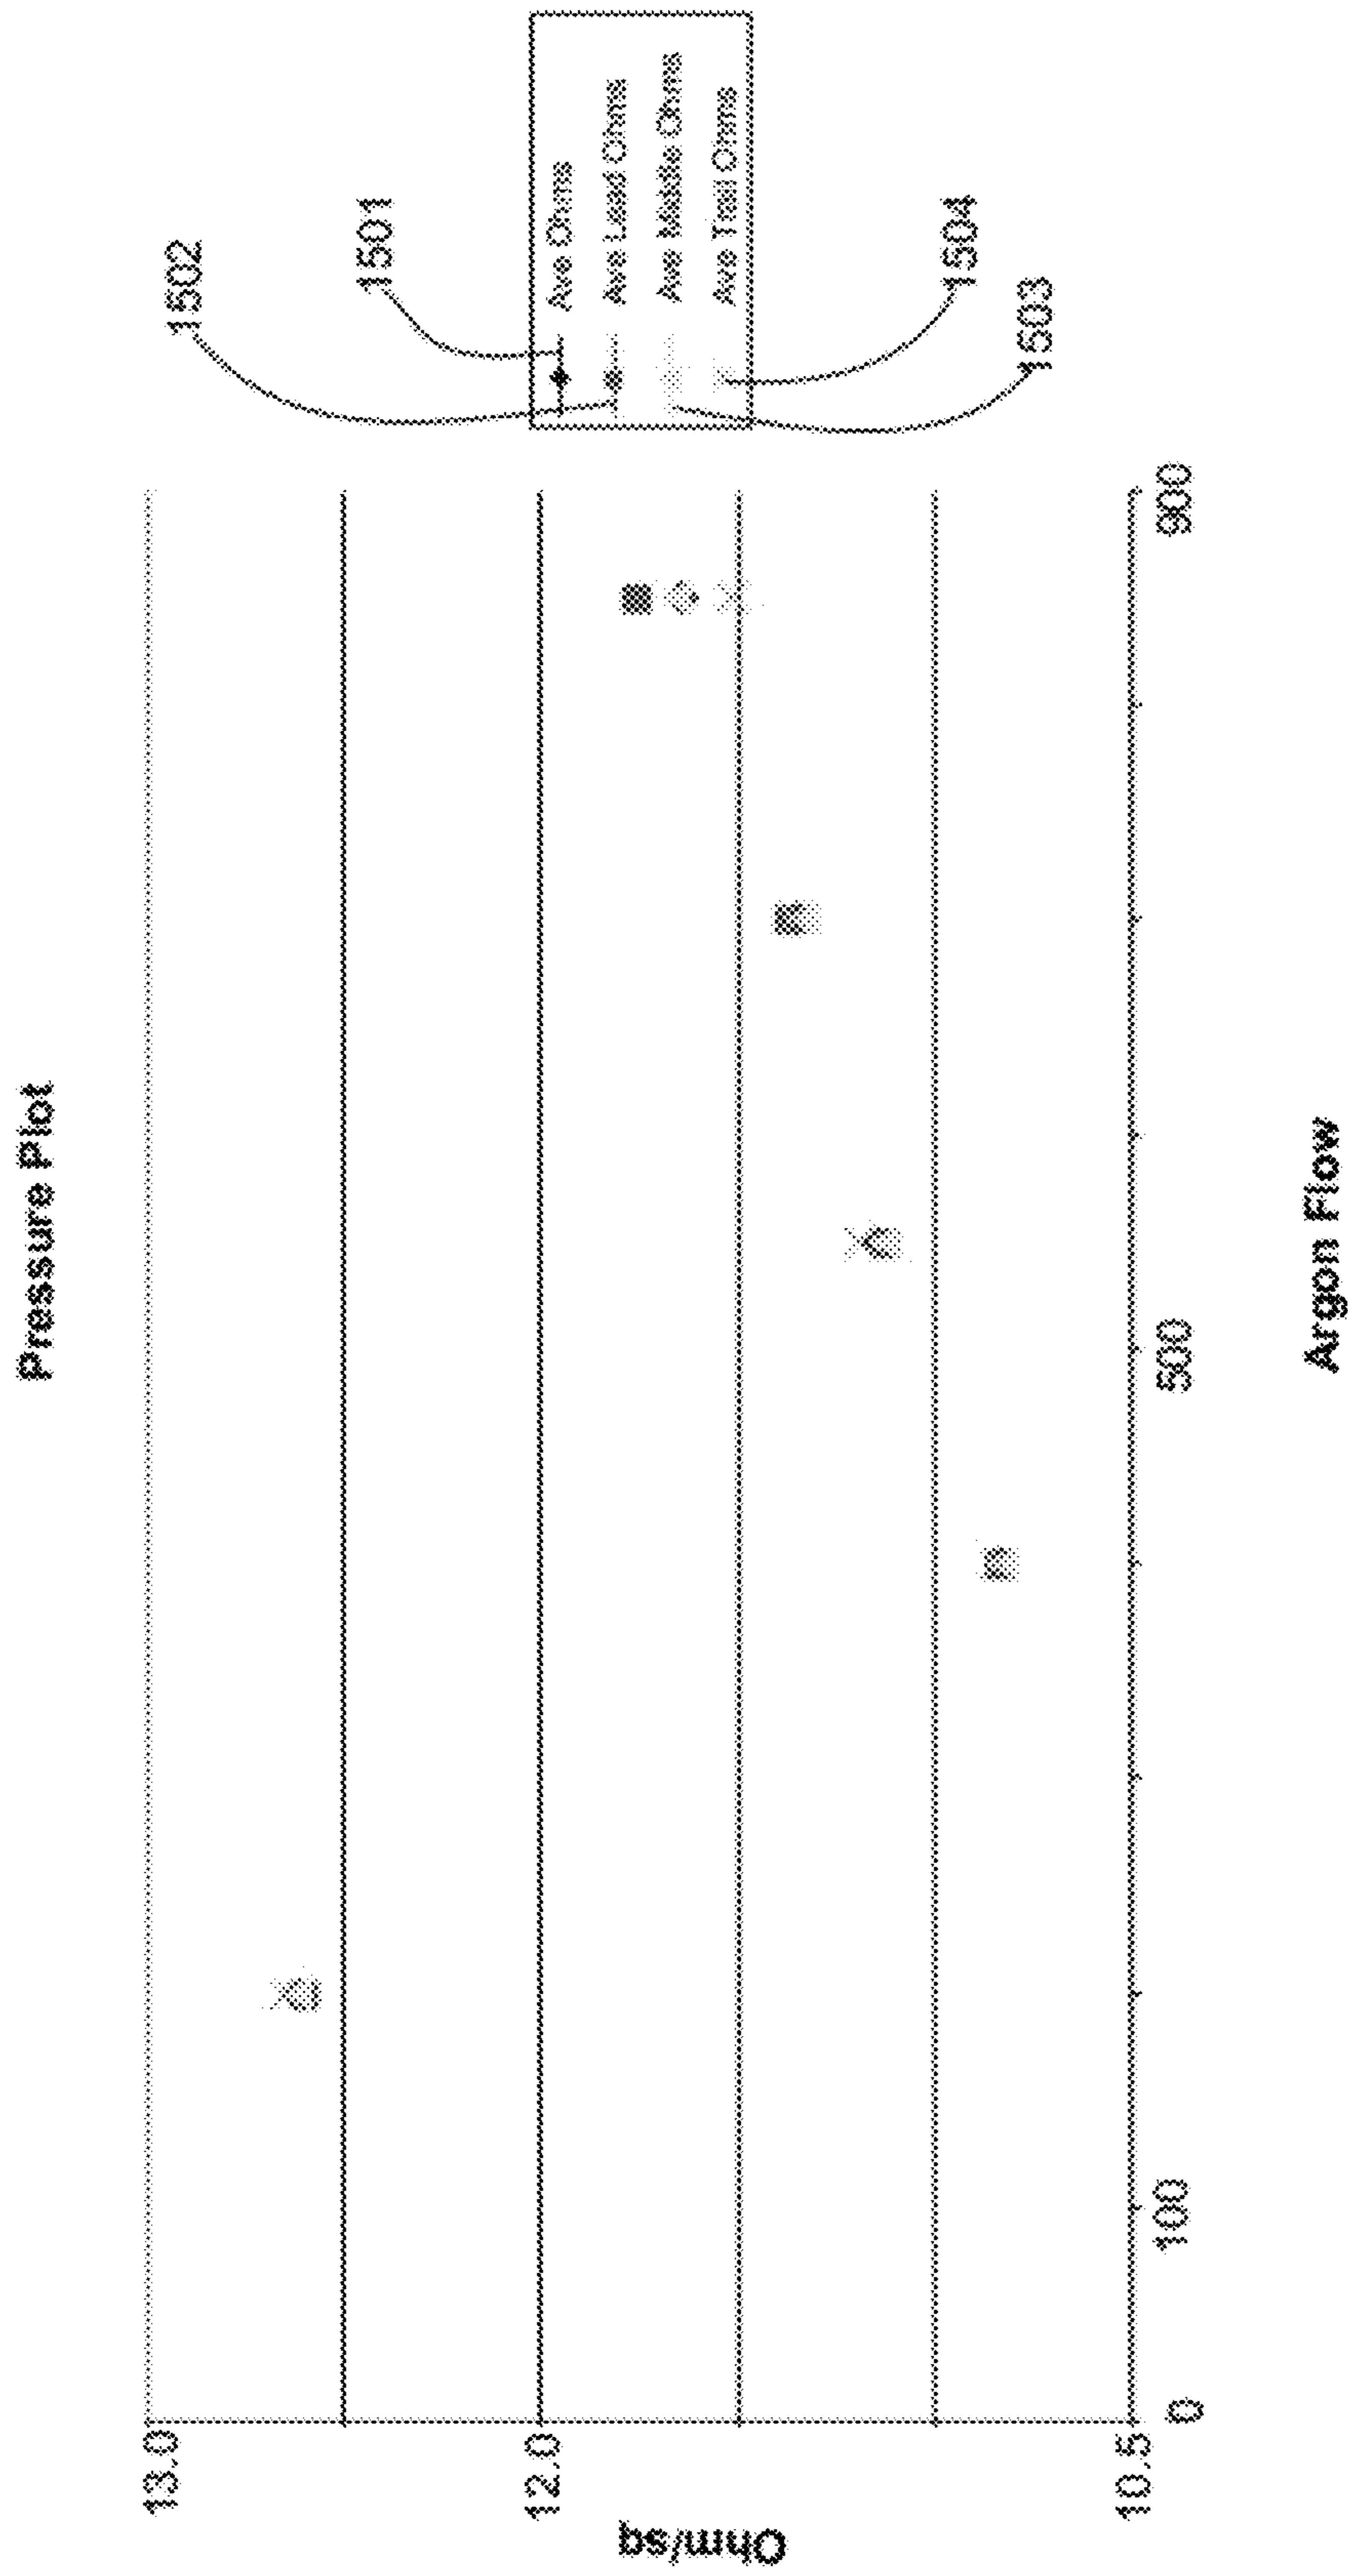 Pressure Plot
1502
1501
Ave Ohms
Ave Lead Ohms
Ave Middle Ohms
Ave Trail Ohms
1504
1503
13.0
12.0
10.5
Ohm/sq
0
100
500
900
Argon Flow